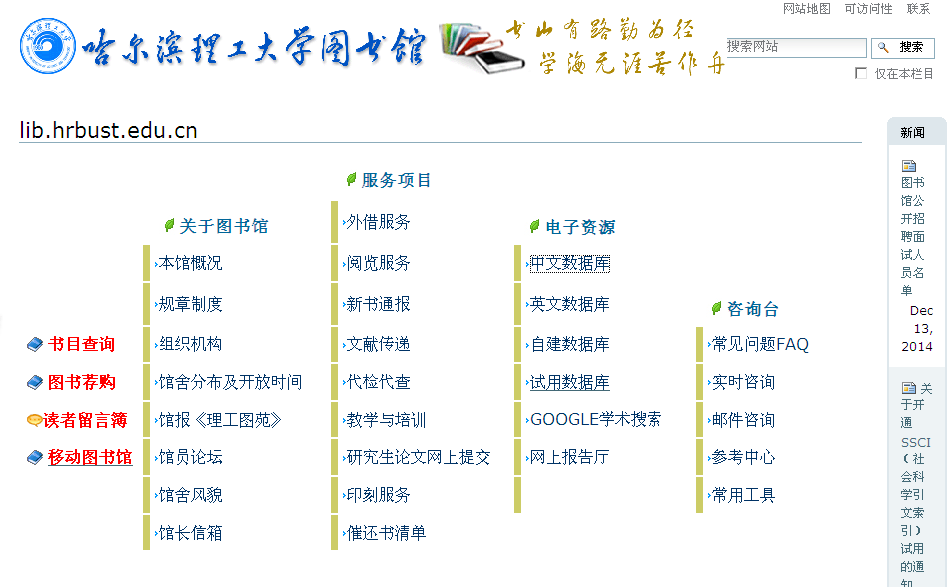 网站地图 可访问性 联系
哈尔滨理工大学图书馆
书山有路勤为径
学海无涯苦作舟
搜索网站
搜索
仅在本栏目
lib.hrbust.edu.cn
书目查询
图书荐购
读者留言簿
移动图书馆
关于图书馆
本馆概况
规章制度
组织机构
馆舍分布及开放时间
馆报《理工图苑》
馆员论坛
馆舍风貌
馆长信箱
服务项目
外借服务
阅览服务
新书通报
文献传递
代检代查
教学与培训
研究生论文网上提交
印刻服务
催还书清单
电子资源
中文数据库
英文数据库
自建数据库
试用数据库
GOOGLE学术搜索
网上报告厅
咨询台
常见问题FAQ
实时咨询
邮件咨询
参考中心
常用工具
新闻
图书
馆公
开招
聘面
试人
员名
单
Dec
13,
2014
关
于开
通
SSCI
（社
会科
学引
文索
引）
试用
的通
知